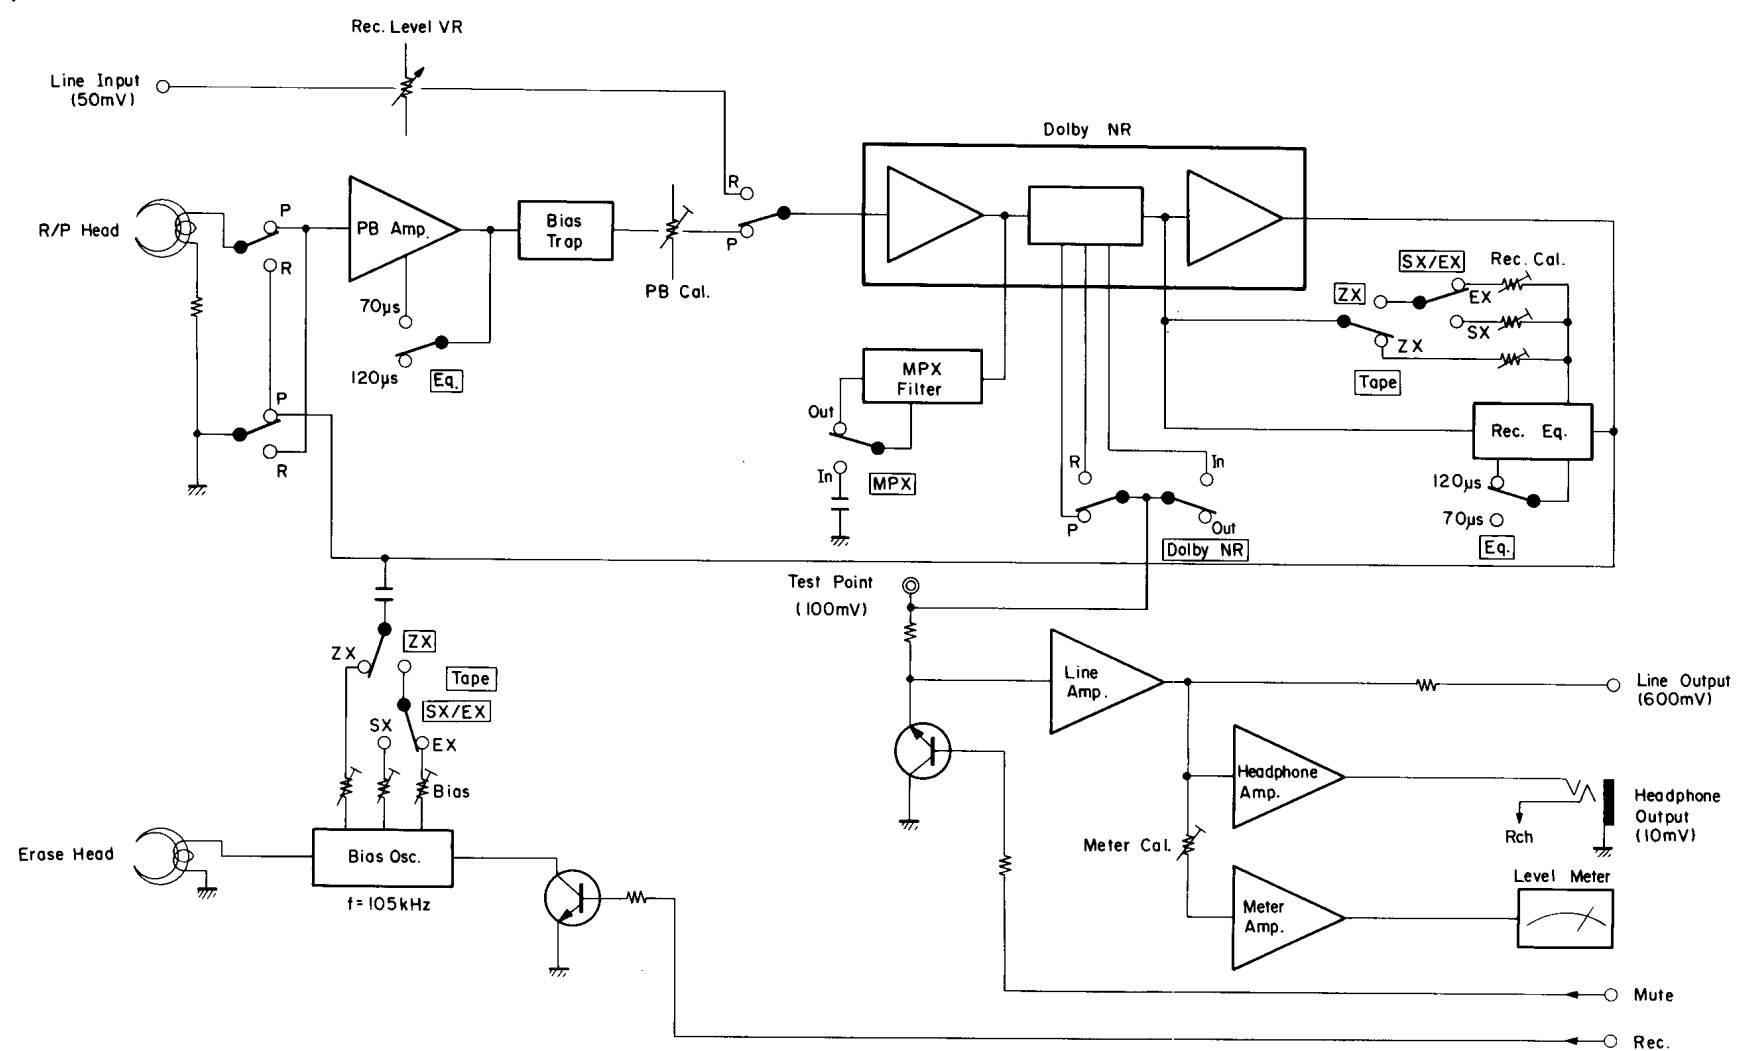 Rec. Level VR
Line Input
(50mV)
Dolby NR
R/P Head
P
R
PB Amp.
Bias
Trap
R
P
PB Cal.
70µs
120µs
Eq.
P
R
SX/EX
Rec. Cal.
ZX
EX
SX
ZX
Tape
MPX
Filter
Out
In
MPX
R
In
P
Out
Dolby NR
Rec. Eq.
120µs
70µs
Eq.
Test Point
(100mV)
ZX
ZX
Tape
SX/EX
SX
EX
Bias
Line
Amp.
Line Output
(600mV)
Headphone
Amp.
Headphone
Output
(10mV)
Rch
Meter Cal.
Erase Head
Bias Osc.
f=105kHz
Meter
Amp.
Level Meter
Mute
Rec.